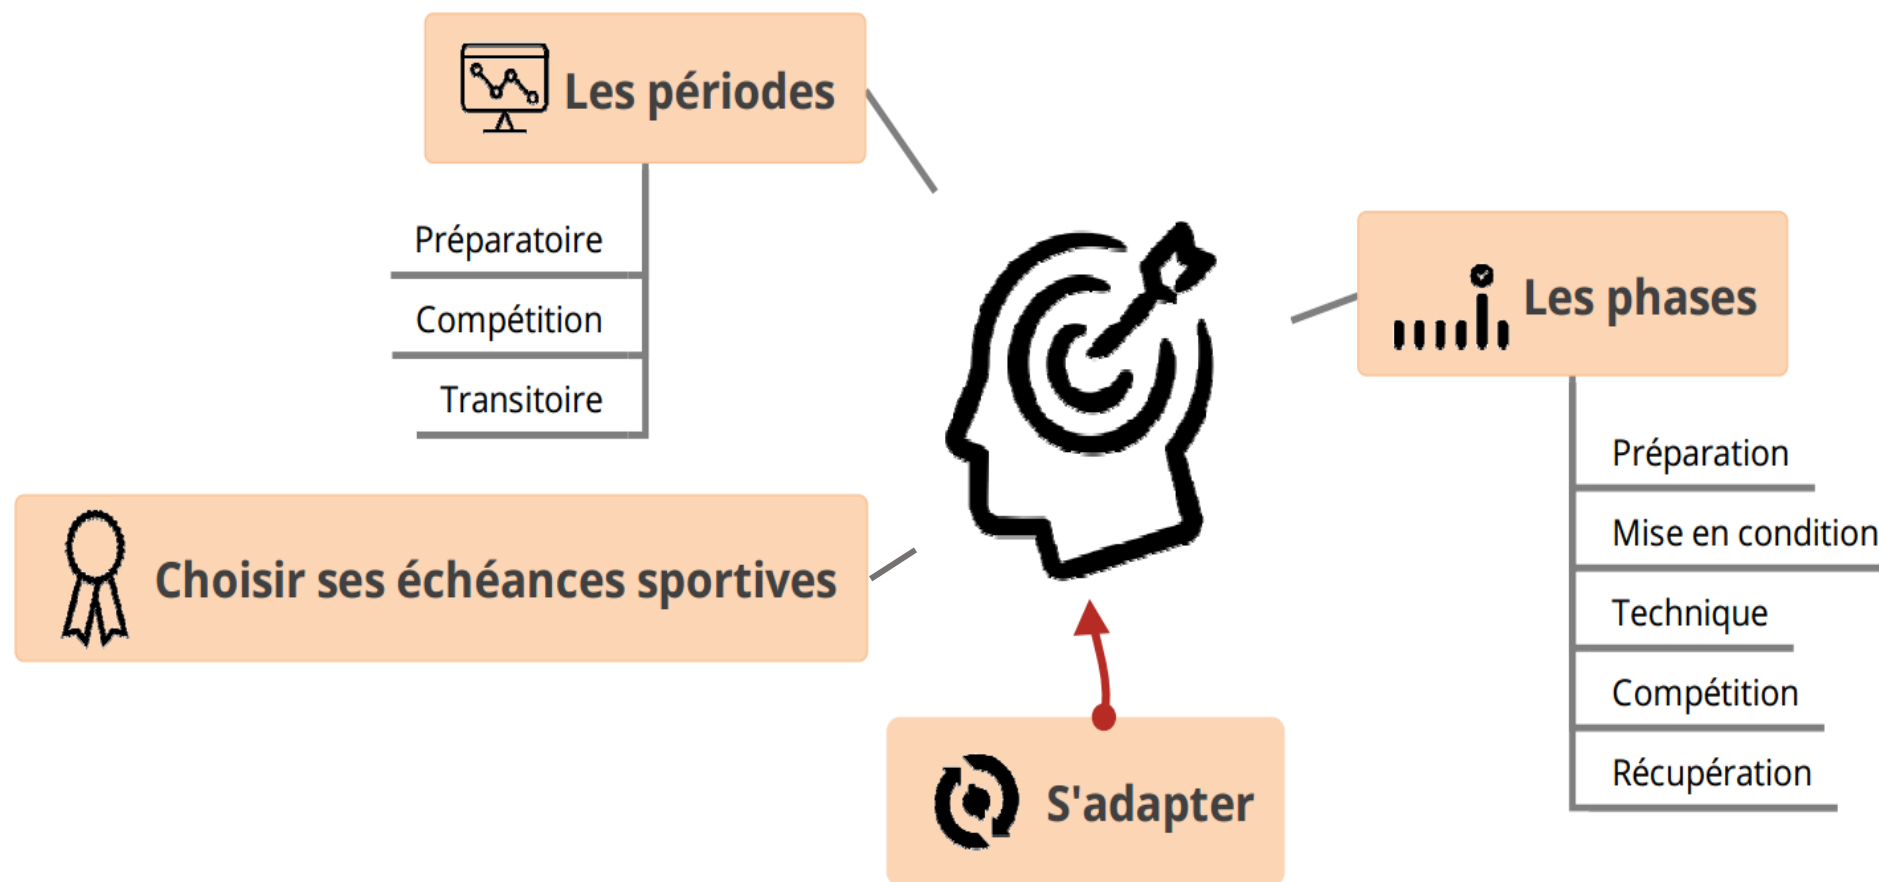 Les périodes
Préparatoire
Compétition
Transitoire
Choisir ses échéances sportives
Les phases
Préparation
Mise en condition
Technique
Compétition
Récupération
S'adapter